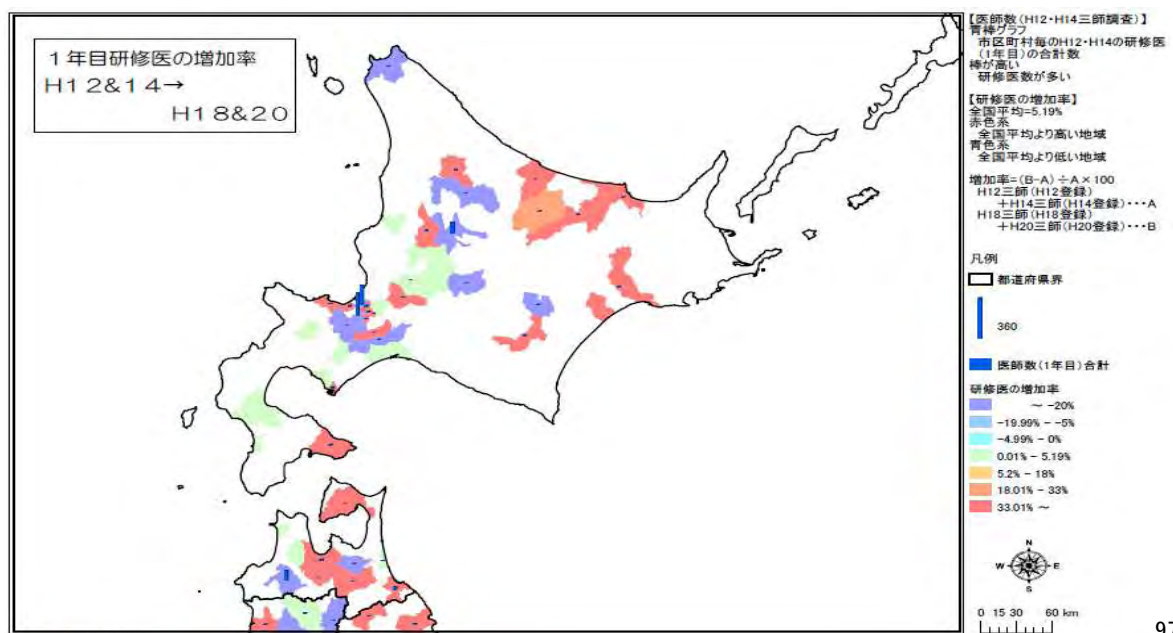 1年目研修医の増加率
H12&14→
H18&20
【医師数(H12・H14三師調査)】
青棒グラフ
市区町村毎のH12・H14の研修医
(1年目)の合計数
棒が高い
研修医数が多い
【研修医の増加率】
全国平均=5.19%
赤色系
全国平均より高い地域
青色系
全国平均より低い地域
増加率=(B-A)÷A×100
H12三師(H12登録)
+H14三師(H14登録)・・・A
H18三師(H18登録)
+H20三師(H20登録)・・・B
凡例
都道府県界
360
医師数(1年目)合計
研修医の増加率
~ -20%
-19.99% - -5%
-4.99% - 0%
0.01% - 5.19%
5.2% - 18%
18.01% - 33%
33.01% ~
N
W E
S
0 15 30 60 km